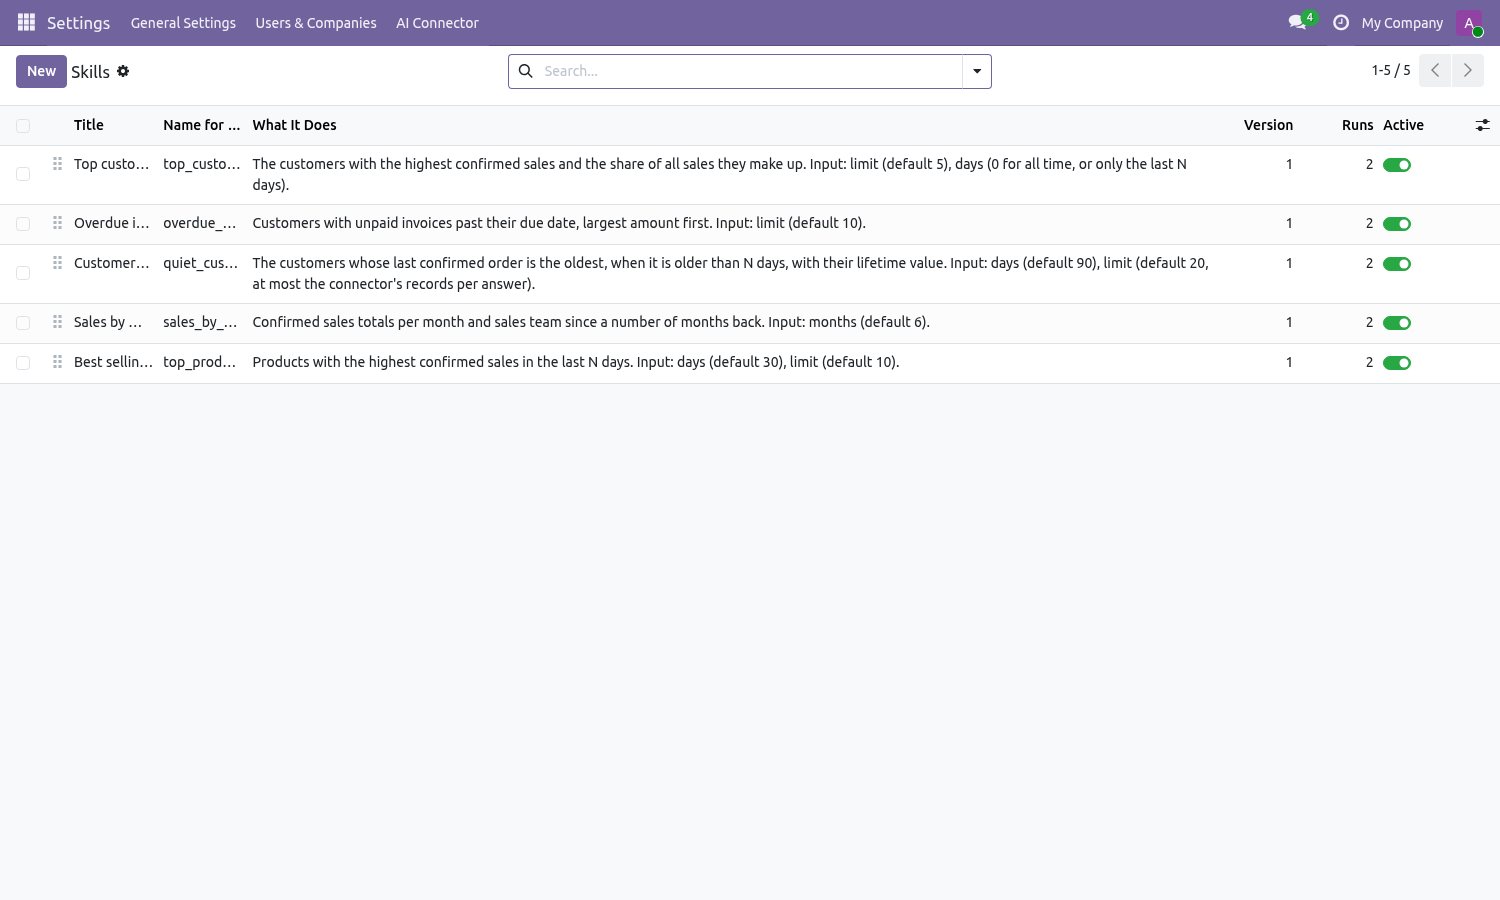 Settings General Settings Users & Companies AI Connector 4 My Company A
New Skills Search... 1-5 / 5
Title Name for ... What It Does Version Runs Active
Top custo... top_custo... The customers with the highest confirmed sales and the share of all sales they make up. Input: limit (default 5), days (0 for all time, or only the last N 1 2
days).
Overdue i... overdue_... Customers with unpaid invoices past their due date, largest amount first. Input: limit (default 10). 1 2
Customer... quiet_cus... The customers whose last confirmed order is the oldest, when it is older than N days, with their lifetime value. Input: days (default 90), limit (default 20, 1 2
at most the connector's records per answer).
Sales by ... sales_by_... Confirmed sales totals per month and sales team since a number of months back. Input: months (default 6). 1 2
Best sellin... top_prod... Products with the highest confirmed sales in the last N days. Input: days (default 30), limit (default 10). 1 2